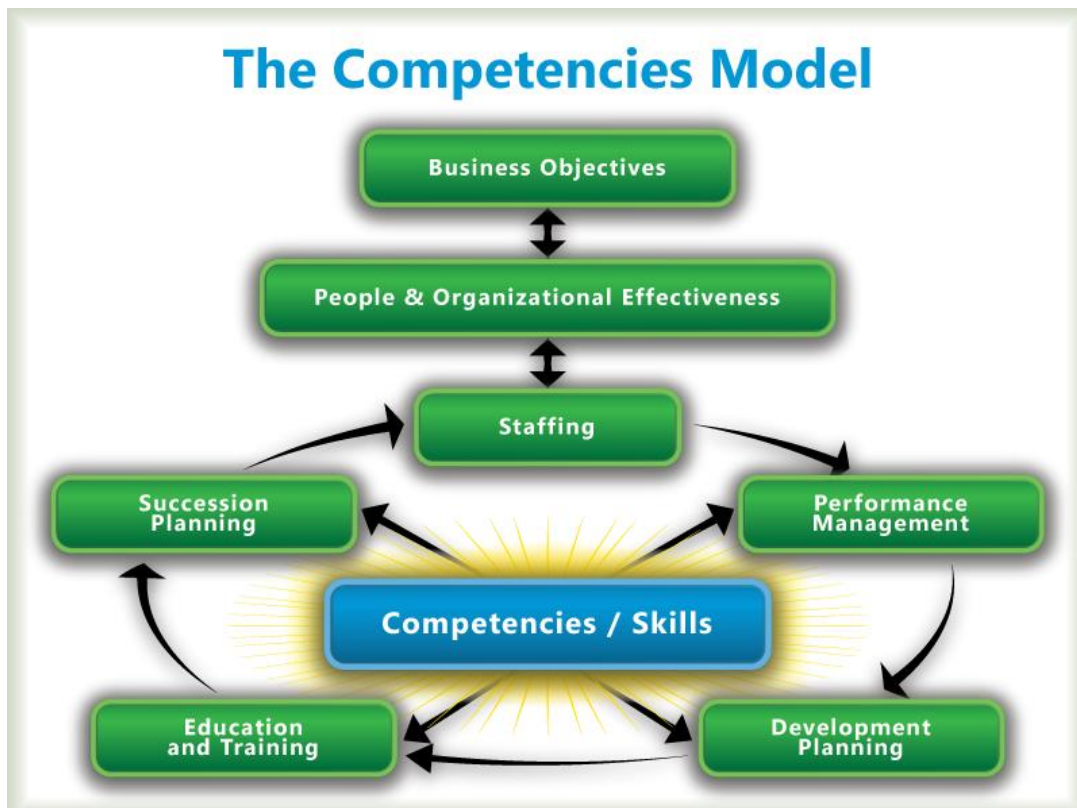 The Competencies Model
Business Objectives
People & Organizational Effectiveness
Staffing
Succession
Planning
Performance
Management
Competencies / Skills
Education
and Training
Development
Planning